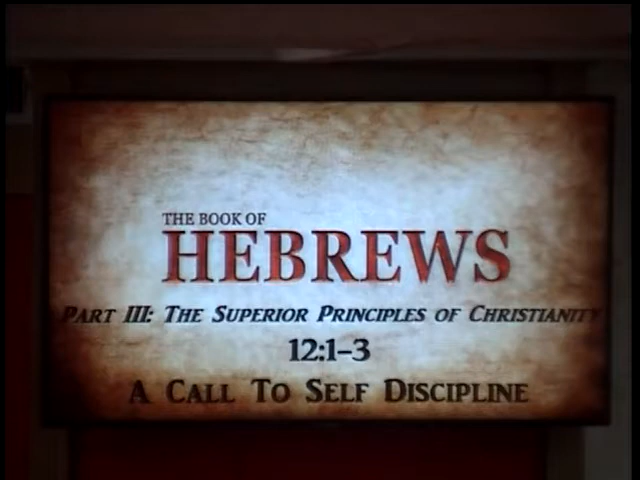 THE BOOK OF
HEBREWS
PART III: THE SUPERIOR PRINCIPLES OF CHRISTIANITY
12:1-3
A CALL TO SELF DISCIPLINE